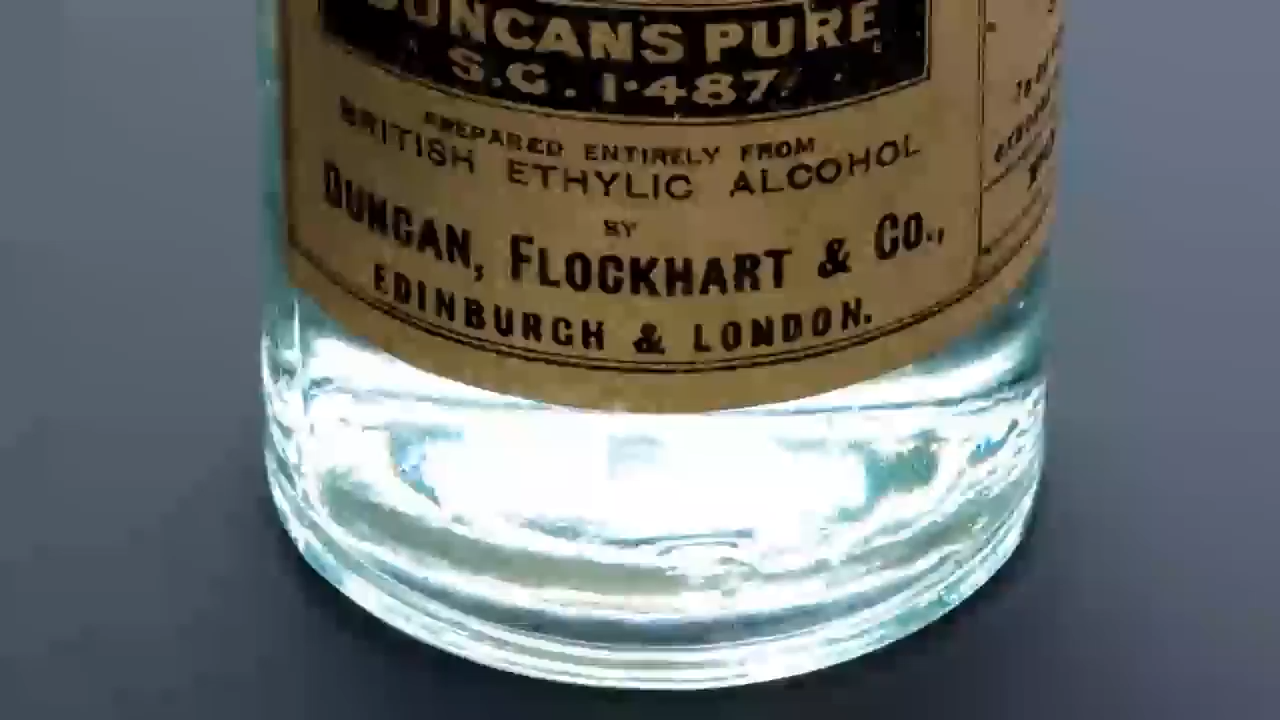 DUNCANS PURE
S.G. 1·487
PREPARED ENTIRELY FROM
BRITISH ETHYLIC ALCOHOL
BY
DUNCAN, FLOCKHART & CO.,
EDINBURGH & LONDON.